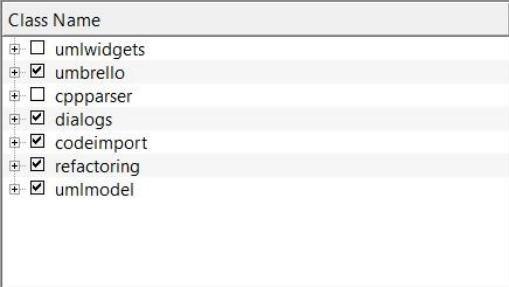 Class Name
umlwidgets
umbrello
cppparser
dialogs
codeimport
refactoring
umlmodel